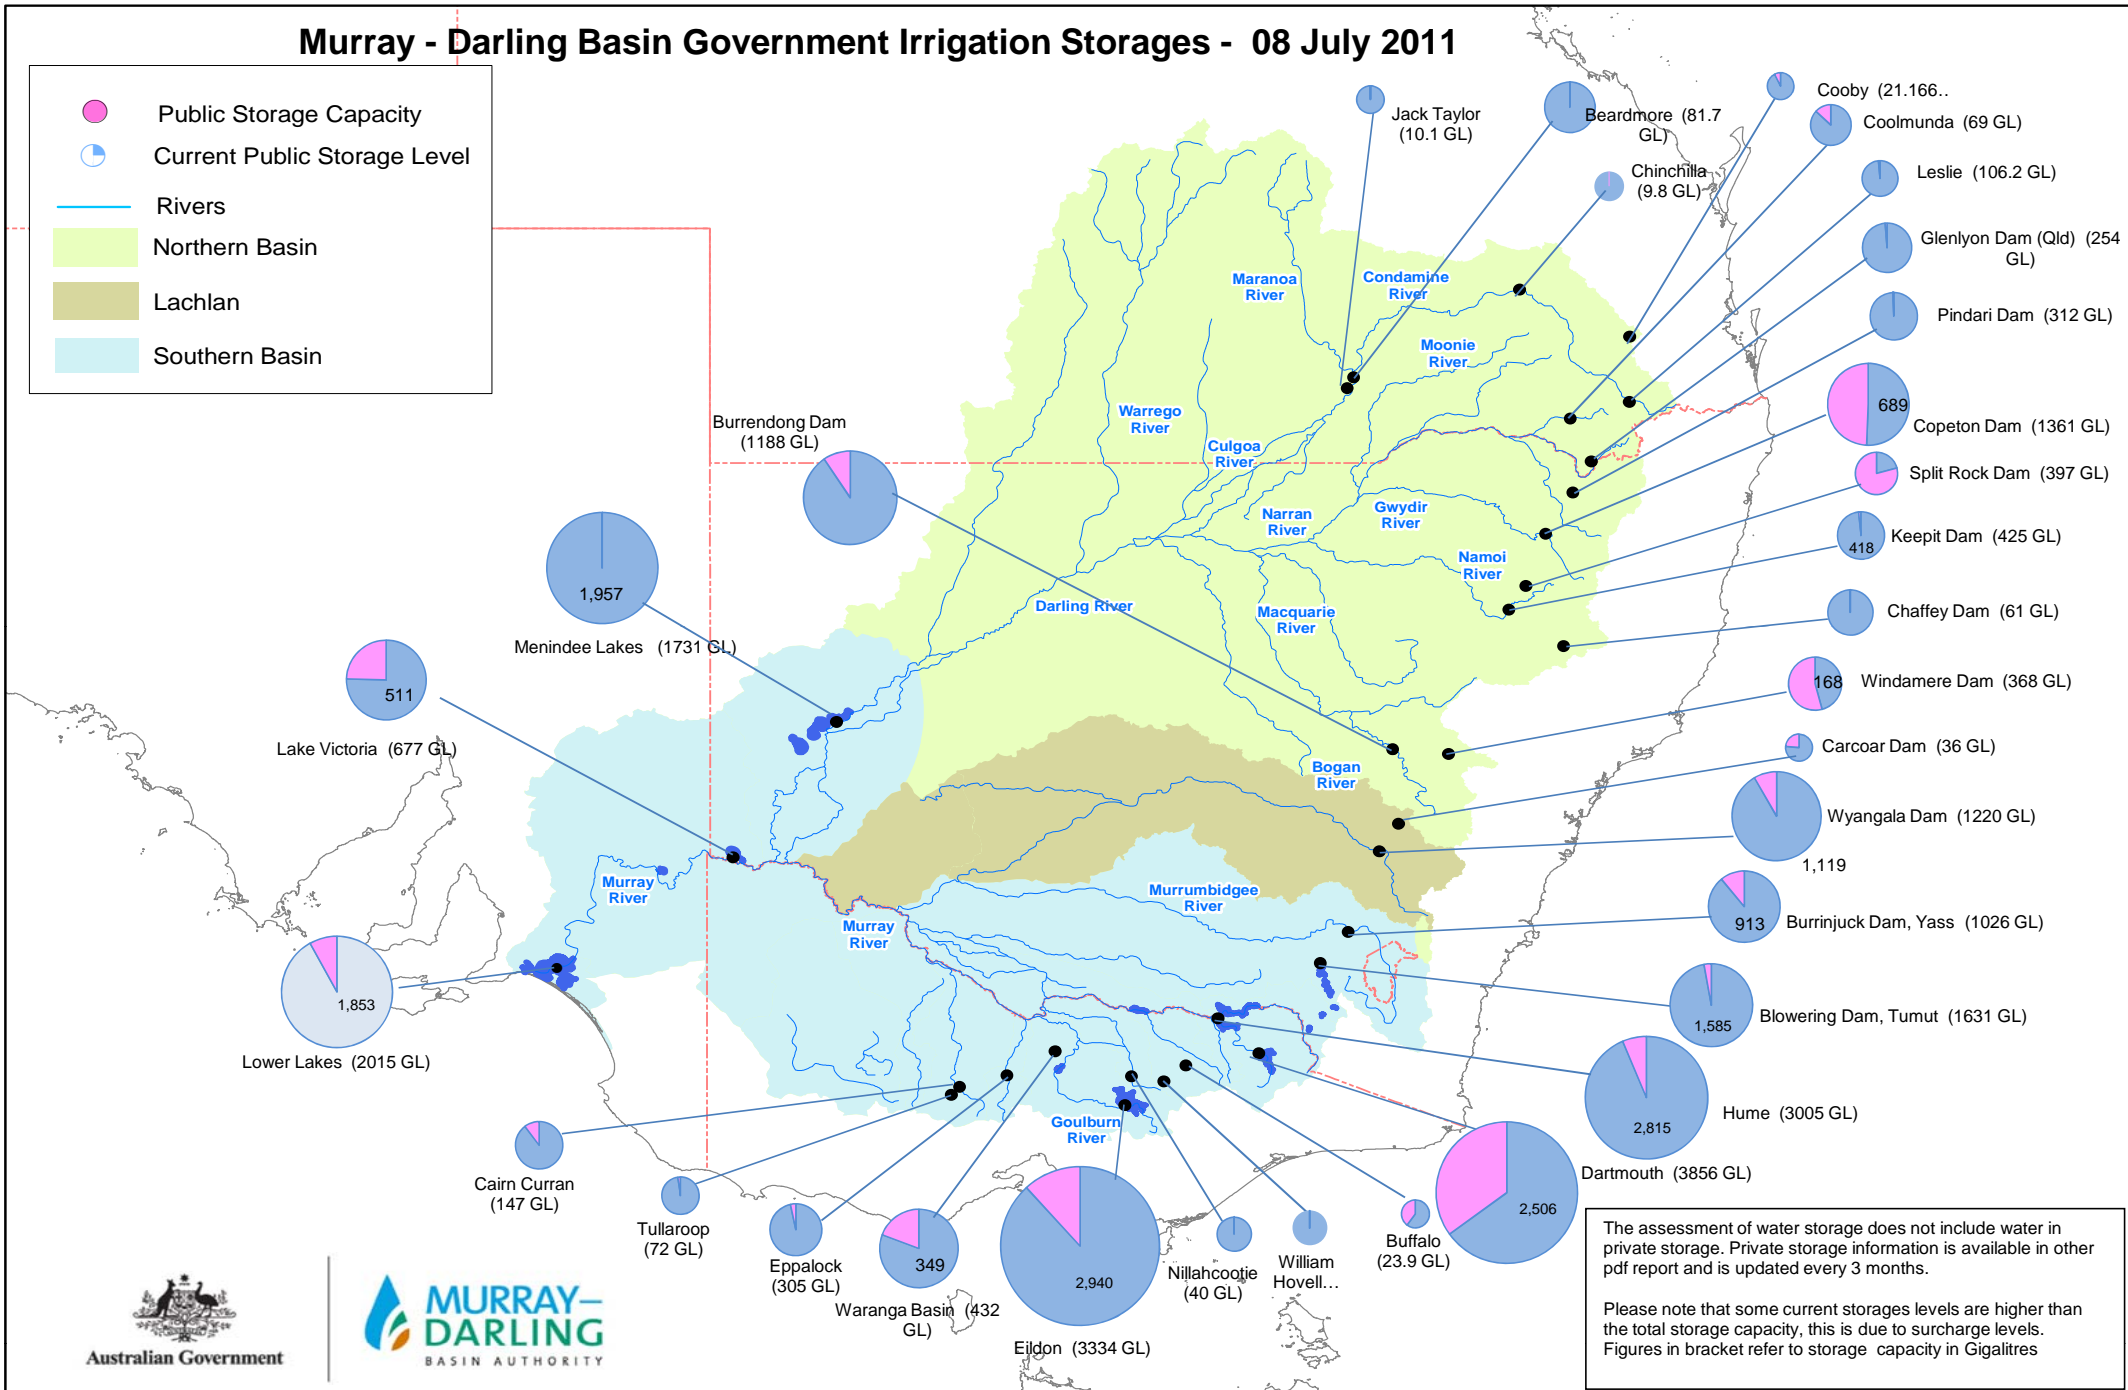 Murray - Darling Basin Government Irrigation Storages - 08 July 2011
Public Storage Capacity
Current Public Storage Level
Rivers
Northern Basin
Lachlan
Southern Basin
Jack Taylor
(10.1 GL)
Beardmore (81.7
GL)
Chinchilla
(9.8 GL)
Cooby (21.166..
Coolmunda (69 GL)
Leslie (106.2 GL)
Glenlyon Dam (Qld) (254
GL)
Pindari Dam (312 GL)
689
Copeton Dam (1361 GL)
Split Rock Dam (397 GL)
418
Keepit Dam (425 GL)
Chaffey Dam (61 GL)
168
Windamere Dam (368 GL)
Carcoar Dam (36 GL)
Wyangala Dam (1220 GL)
1,119
913
Burrinjuck Dam, Yass (1026 GL)
1,585
Blowering Dam, Tumut (1631 GL)
2,815
Hume (3005 GL)
Dartmouth (3856 GL)
2,506
Burrendong Dam
(1188 GL)
1,957
Menindee Lakes (1731 GL)
511
Lake Victoria (677 GL)
1,853
Lower Lakes (2015 GL)
Maranoa
River
Condamine
River
Moonie
River
Warrego
River
Culgoa
River
Narran
River
Gwydir
River
Namoi
River
Darling River
Macquarie
River
Bogan
River
Murray
River
Murray
River
Murrumbidgee
River
Goulburn
River
Cairn Curran
(147 GL)
Tullaroop
(72 GL)
Eppalock
(305 GL)
349
Waranga Basin (432
GL)
2,940
Eildon (3334 GL)
Nillahcootie
(40 GL)
William
Hovell...
Buffalo
(23.9 GL)
The assessment of water storage does not include water in
private storage. Private storage information is available in other
pdf report and is updated every 3 months.
Please note that some current storages levels are higher than
the total storage capacity, this is due to surcharge levels.
Figures in bracket refer to storage capacity in Gigalitres
Australian Government
MURRAY–
DARLING
BASIN AUTHORITY